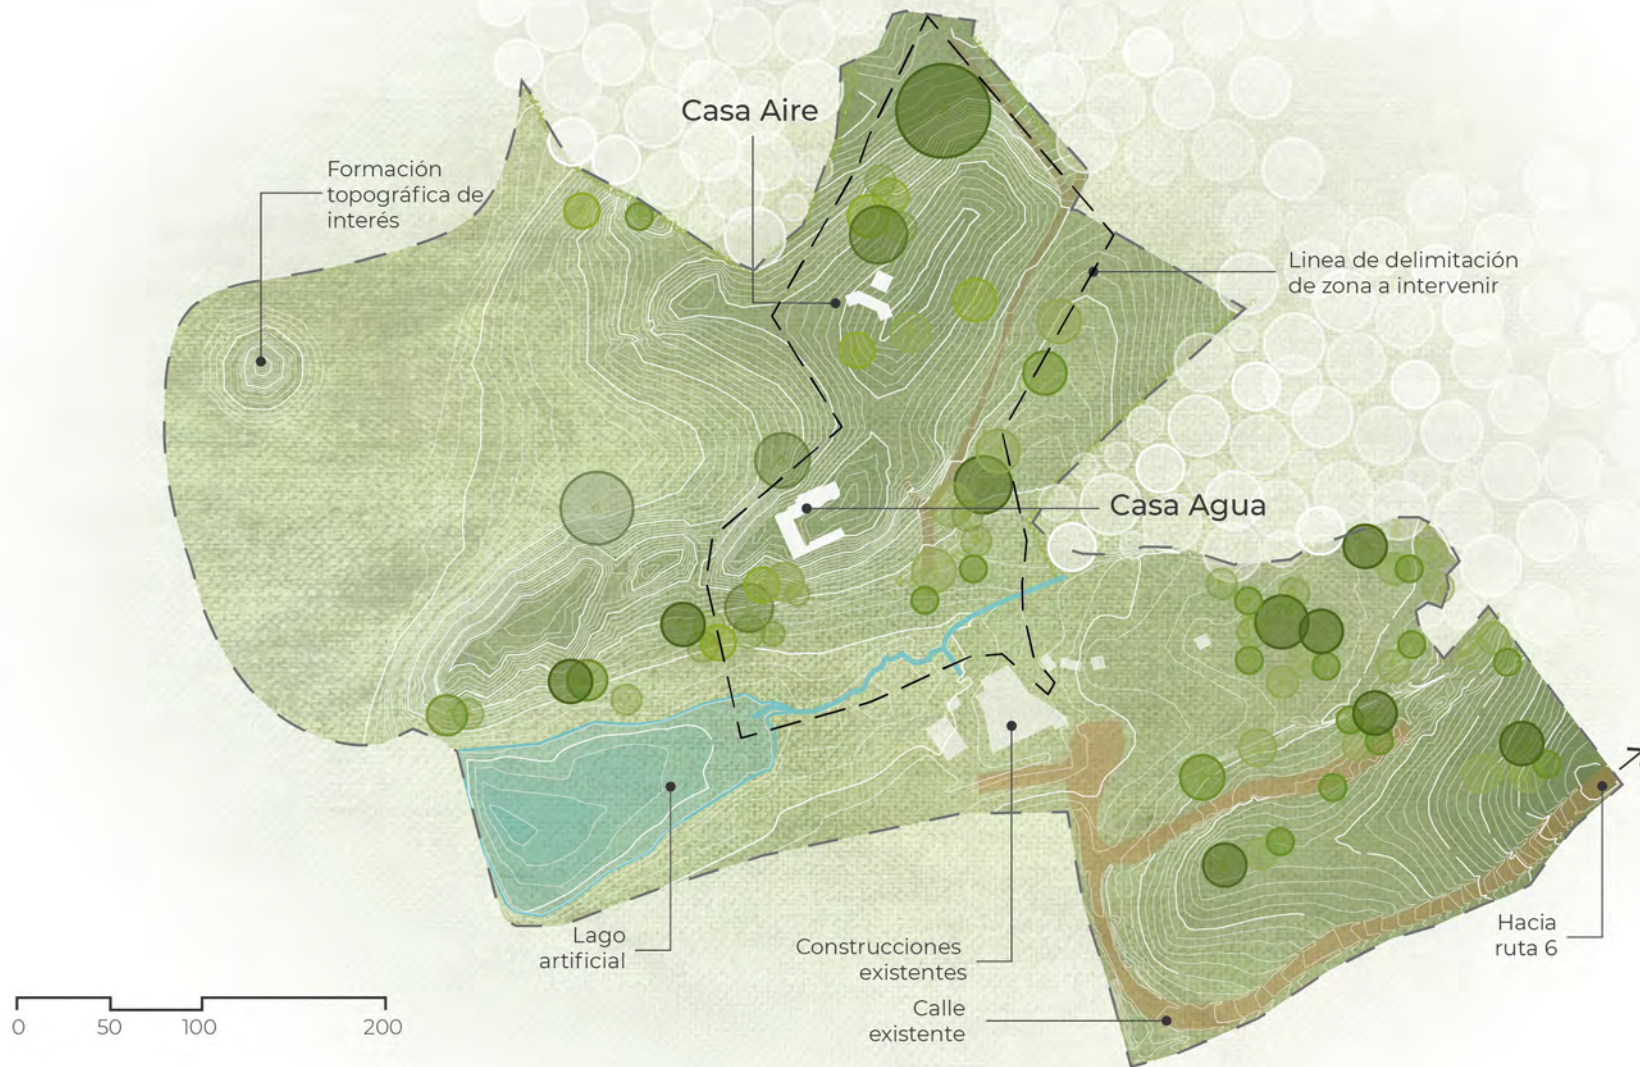 Casa Aire
Formación
topográfica de
interés
Linea de delimitación
de zona a intervenir
Casa Agua
Lago
artificial
Construcciones
existentes
Calle
existente
Hacia
ruta 6
0 50 100 200